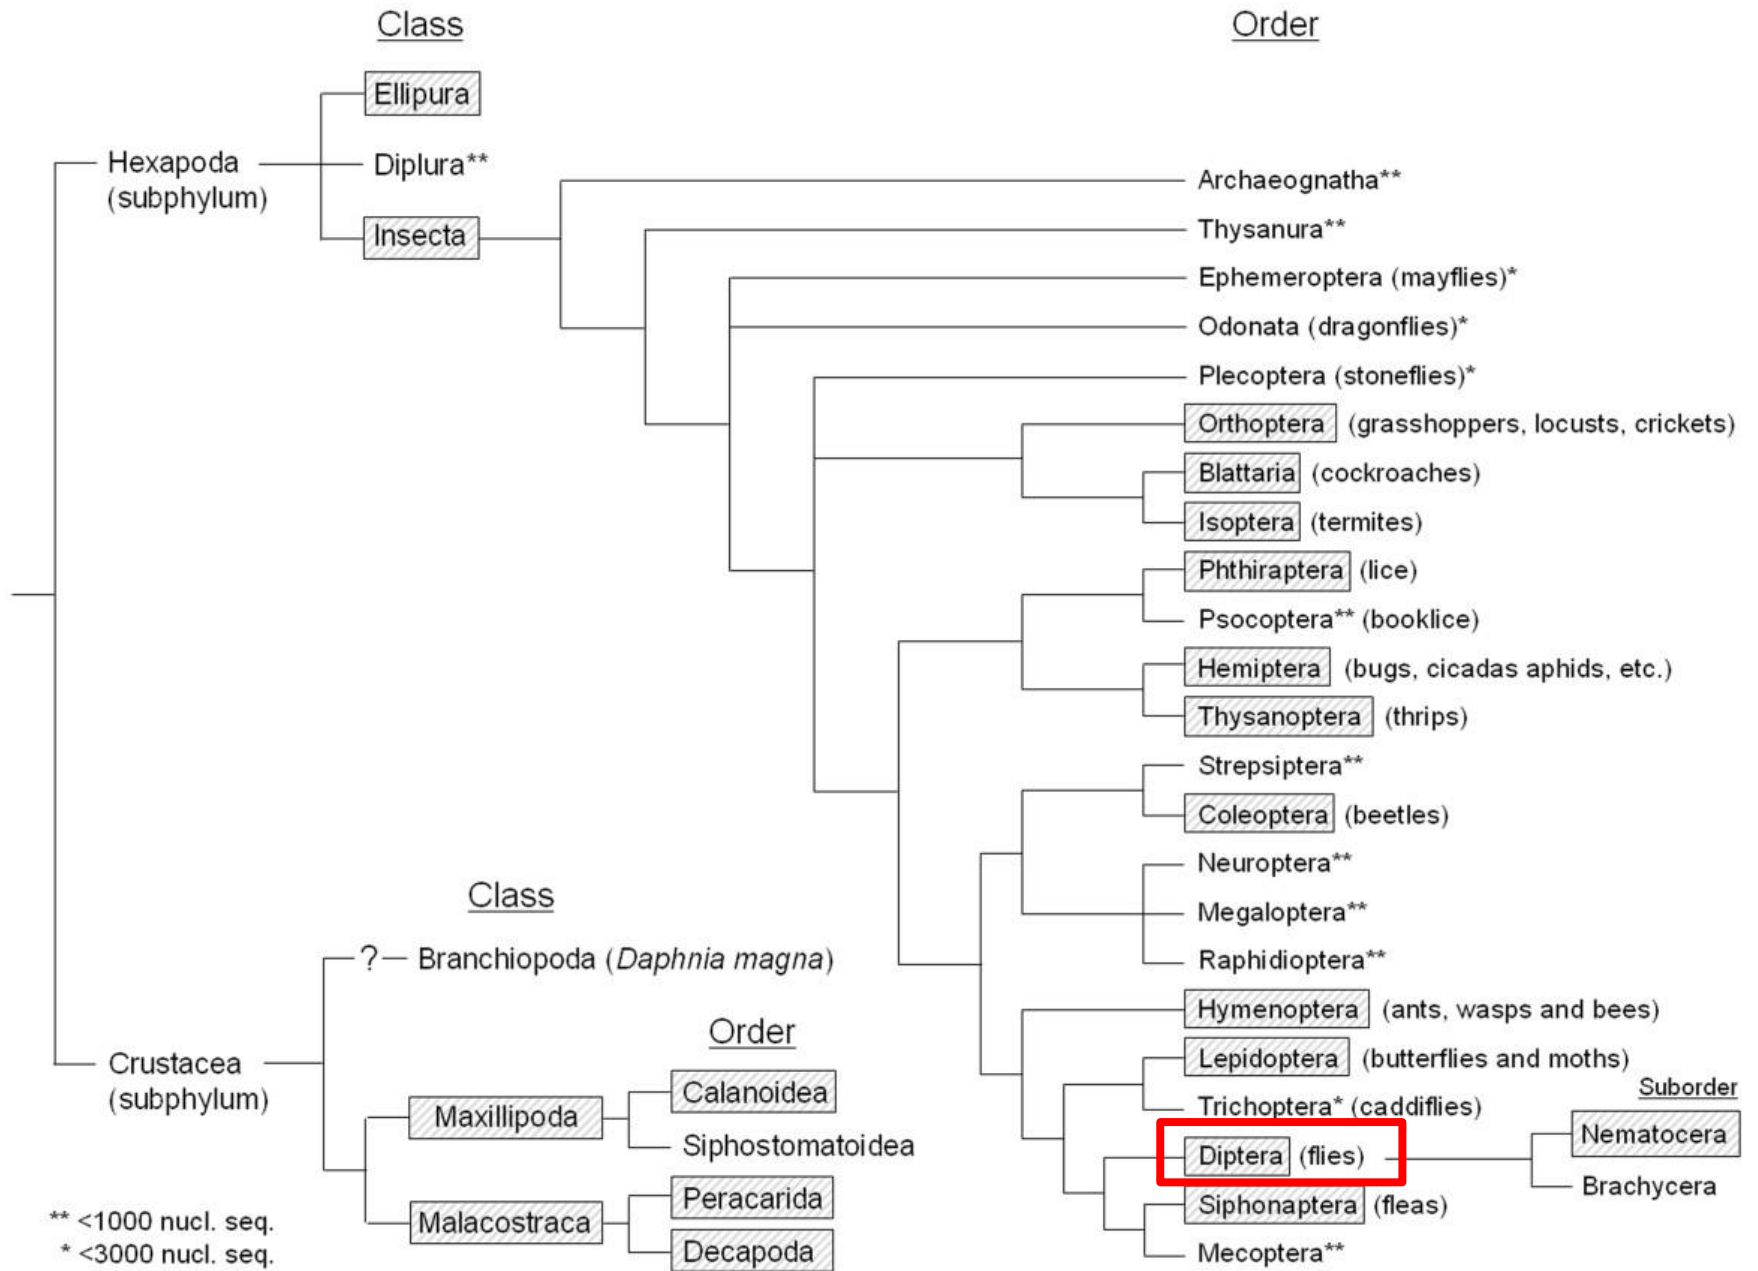 Class
Order
Ellipura
Hexapoda
(subphylum)
Diplura**
Insecta
Archaeognatha**
Thysanura**
Ephemeroptera (mayflies)*
Odonata (dragonflies)*
Plecoptera (stoneflies)*
Orthoptera (grasshoppers, locusts, crickets)
Blattaria (cockroaches)
Isoptera (termites)
Phthiraptera (lice)
Psocoptera** (booklice)
Hemiptera (bugs, cicadas aphids, etc.)
Thysanoptera (thrips)
Strepsiptera**
Coleoptera (beetles)
Neuroptera**
Megaloptera**
Raphidioptera**
Hymenoptera (ants, wasps and bees)
Lepidoptera (butterflies and moths)
Trichoptera* (caddiflies)
Diptera (flies)
Siphonaptera (fleas)
Mecoptera**
Suborder
Nematocera
Brachycera
Class
?
Branchiopoda (Daphnia magna)
Crustacea
(subphylum)
Order
Maxillipoda
Calanoidea
Siphostomatoidea
Malacostraca
Peracarida
Decapoda
** <1000 nucl. seq.
* <3000 nucl. seq.